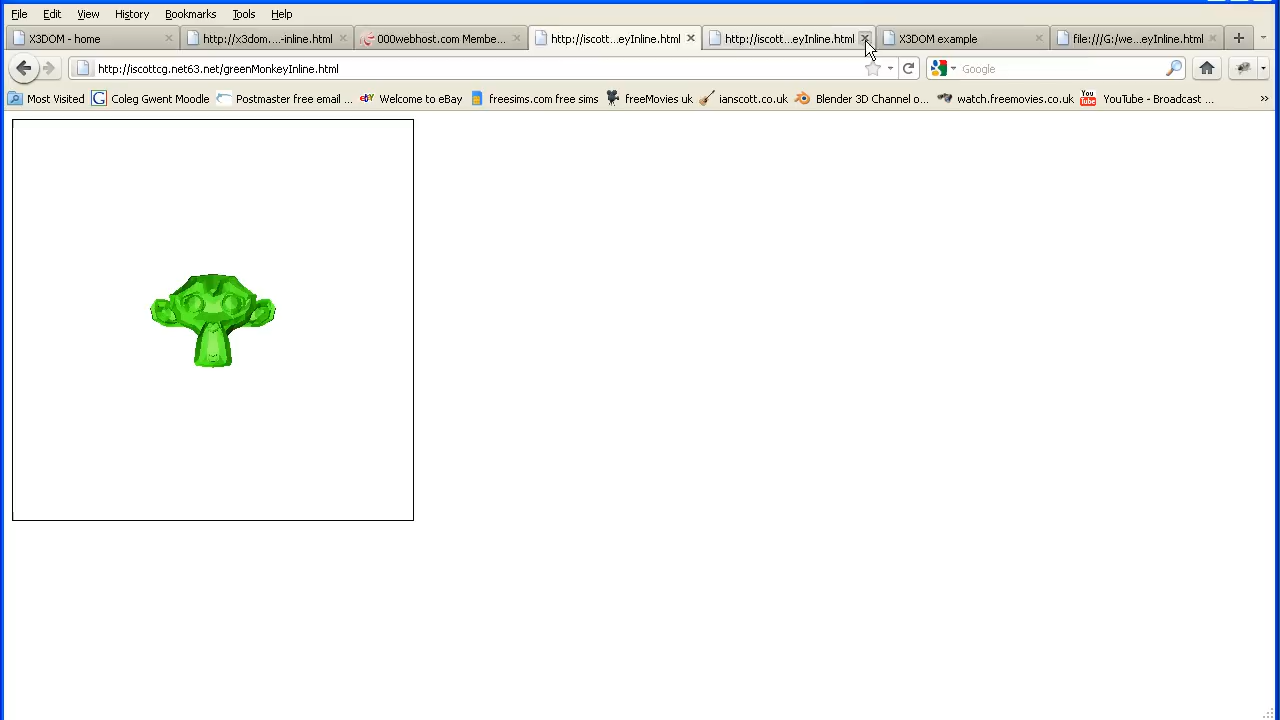 File Edit View History Bookmarks Tools Help
X3DOM - home http://x3dom....-inline.html 000webhost.com Membe... http://iscott...eyInline.html http://iscott...eyInline.html X3DOM example file:///G:/we...eyInline.html
http://iscottcg.net63.net/greenMonkeyInline.html Google
Most Visited Coleg Gwent Moodle Postmaster free email ... Welcome to eBay freesims.com free sims freeMovies uk ianscott.co.uk Blender 3D Channel o... watch.freemovies.co.uk You Tube YouTube - Broadcast ... »